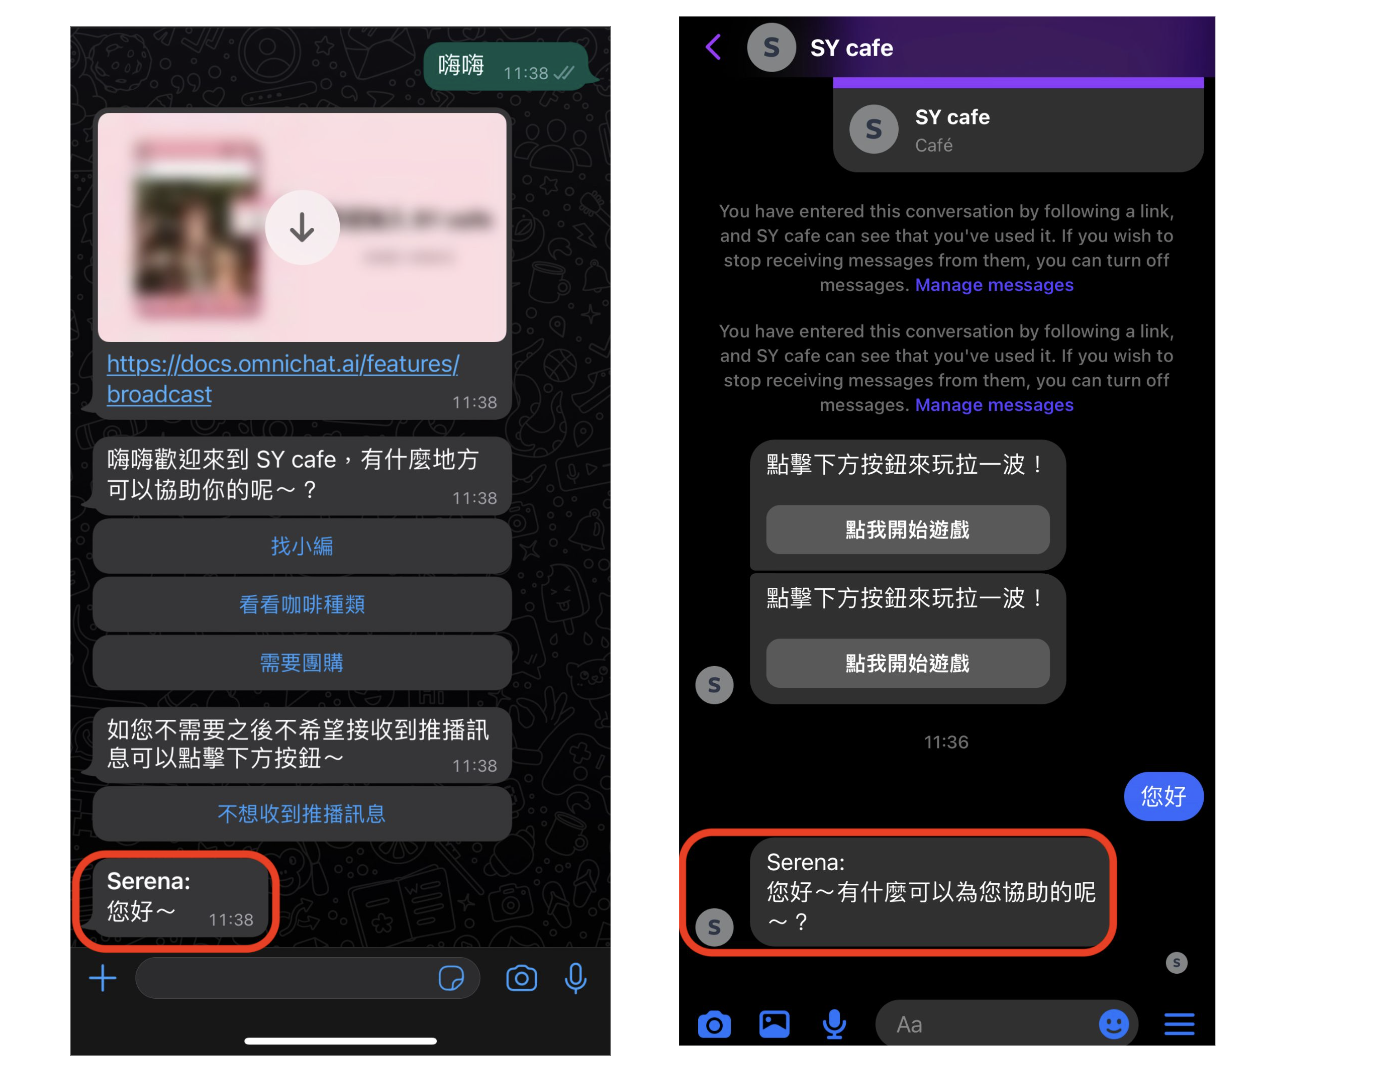 嗨嗨
11:38
https://docs.omnichat.ai/features/
broadcast
11:38
嗨嗨歡迎來到 SY cafe，有什麼地方
可以協助你的呢～？
11:38
找小編
看看咖啡種類
需要團購
如您不需要之後不希望接收到推播訊
息可以點擊下方按鈕～
11:38
不想收到推播訊息
Serena:
您好～
11:38
S
SY cafe
S
SY cafe
Café
You have entered this conversation by following a link,
and SY cafe can see that you've used it. If you wish to
stop receiving messages from them, you can turn off
messages. Manage messages
You have entered this conversation by following a link,
and SY cafe can see that you've used it. If you wish to
stop receiving messages from them, you can turn off
messages. Manage messages
點擊下方按鈕來玩拉一波！
點我開始遊戲
點擊下方按鈕來玩拉一波！
點我開始遊戲
S
11:36
您好
Serena:
您好～有什麼可以為您協助的呢
～？
S
S
Aa